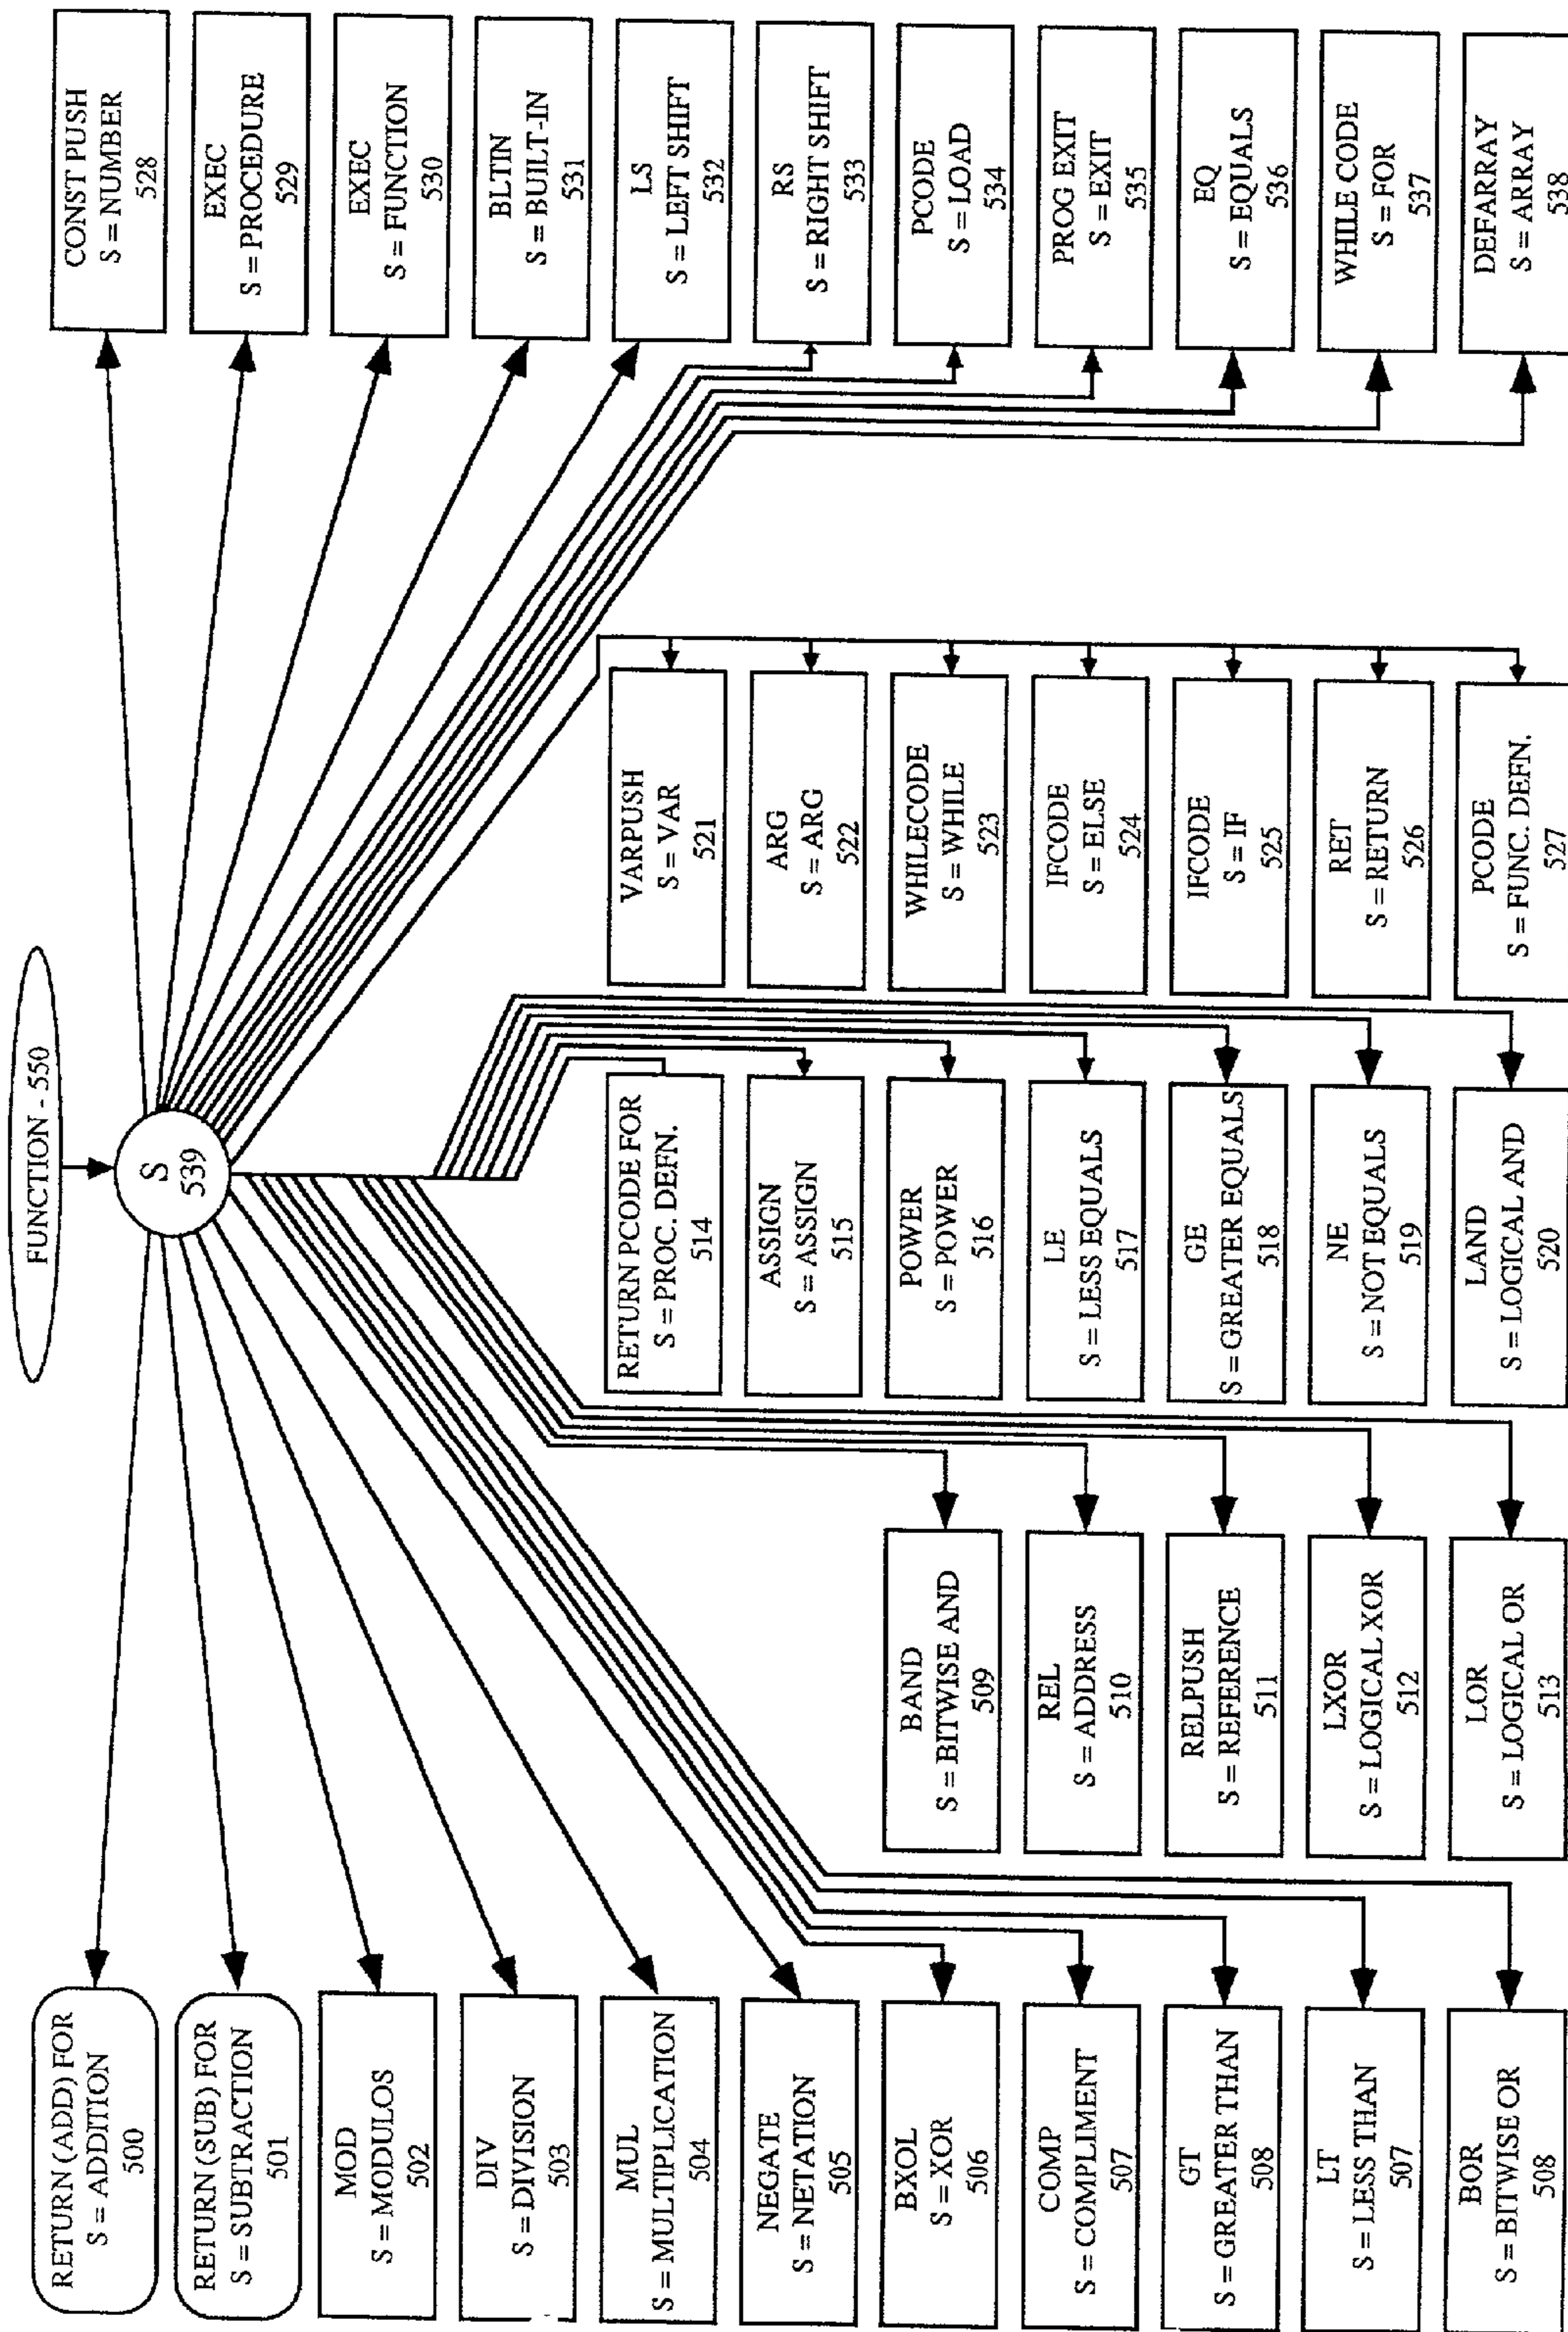 FUNCTION - 550
S
539
RETURN (ADD) FOR
S = ADDITION
500
RETURN (SUB) FOR
S = SUBTRACTION
501
MOD
S = MODULOS
502
DIV
S = DIVISION
503
MUL
S = MULTIPLICATION
504
NEGATE
S = NETATION
505
BXOL
S = XOR
506
COMP
S = COMPLIMENT
507
GT
S = GREATER THAN
508
LT
S = LESS THAN
507
BOR
S = BITWISE OR
508
BAND
S = BITWISE AND
509
REL
S = ADDRESS
510
RELPUSH
S = REFERENCE
511
LXOR
S = LOGICAL XOR
512
LOR
S = LOGICAL OR
513
RETURN PCODE FOR
S = PROC. DEFN.
514
ASSIGN
S = ASSIGN
515
POWER
S = POWER
516
LE
S = LESS EQUALS
517
GE
S = GREATER EQUALS
518
NE
S = NOT EQUALS
519
LAND
S = LOGICAL AND
520
VARPUSH
S = VAR
521
ARG
S = ARG
522
WHILECODE
S = WHILE
523
IFCODE
S = ELSE
524
IFCODE
S = IF
525
RET
S = RETURN
526
PCODE
S = FUNC. DEFN.
527
CONST PUSH
S = NUMBER
528
EXEC
S = PROCEDURE
529
EXEC
S = FUNCTION
530
BLTIN
S = BUILT-IN
531
LS
S = LEFT SHIFT
532
RS
S = RIGHT SHIFT
533
PCODE
S = LOAD
534
PROG EXIT
S = EXIT
535
EQ
S = EQUALS
536
WHILE CODE
S = FOR
537
DEFARRAY
S = ARRAY
538